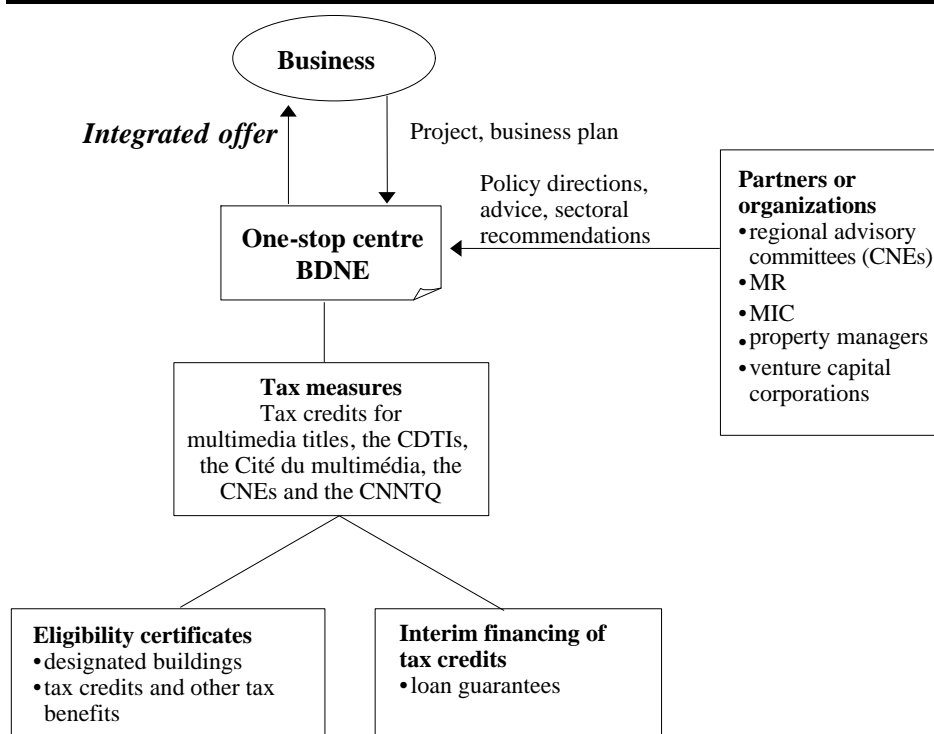 Business
Integrated offer
Project, business plan
Policy directions,
advice, sectoral
recommendations
One-stop centre
BDNE
Partners or
organizations
•regional advisory
committees (CNEs)
•MR
•MIC
•property managers
•venture capital
corporations
Tax measures
Tax credits for
multimedia titles, the CDTIs,
the Cité du multimédia, the
CNEs and the CNNTQ
Eligibility certificates
•designated buildings
•tax credits and other tax
benefits
Interim financing of
tax credits
•loan guarantees